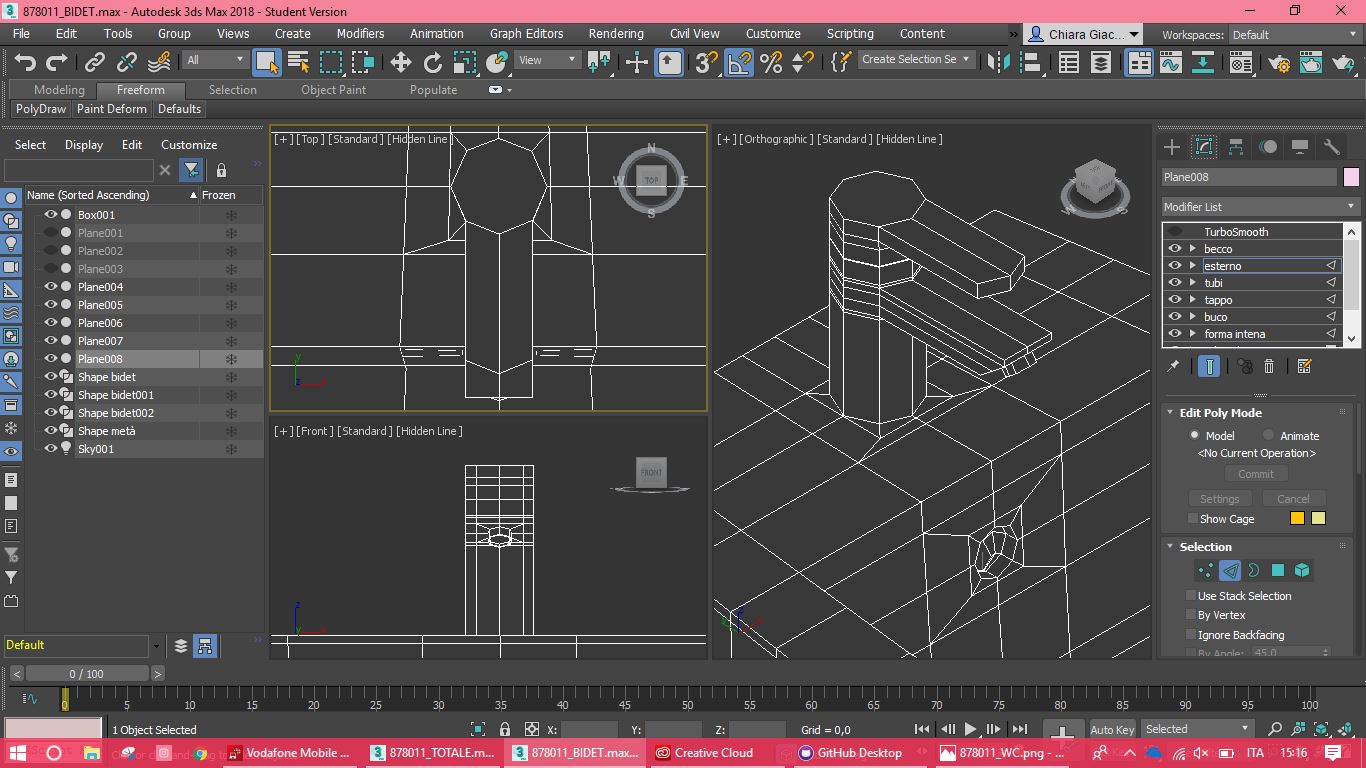 878011_BIDET.max - Autodesk 3ds Max 2018 - Student Version
File Edit Tools Group Views Create Modifiers Animation Graph Editors Rendering Civil View Customize Scripting Content » Chiara Giac... Workspaces: Default
All View 3 Create Selection Se
Modeling Freeform Selection Object Paint Populate
PolyDraw Paint Deform Defaults
Select Display Edit Customize
Name (Sorted Ascending) Frozen
Box001
Plane001
Plane002
Plane003
Plane004
Plane005
Plane006
Plane007
Plane008
Shape bidet
Shape bidet001
Shape bidet002
Shape metà
Sky001
Default
[+] [Top] [Standard] [Hidden Line]
N
W TOP E
S
y
z x
[+] [Front] [Standard] [Hidden Line]
FRONT
z
y x
[+] [Orthographic] [Standard] [Hidden Line]
W S
Plane008
Modifier List
TurboSmooth
becco
esterno
tubi
tappo
buco
forma intena
Edit Poly Mode
Model Animate
<No Current Operation>
Commit
Settings Cancel
Show Cage
Selection
Use Stack Selection
By Vertex
Ignore Backfacing
By Angle: 45,0
< 0 / 100 >
0 5 10 15 20 25 30 35 40 45 50 55 60 65 70 75 80 85 90 95 100
1 Object Selected X: Y: Z: Grid = 0,0 Auto Key Selected
Vodafone Mobile ... 878011_TOTALE.m... 878011_BIDET.max... Creative Cloud GitHub Desktop 878011_WC.png - ... ITA 15:16